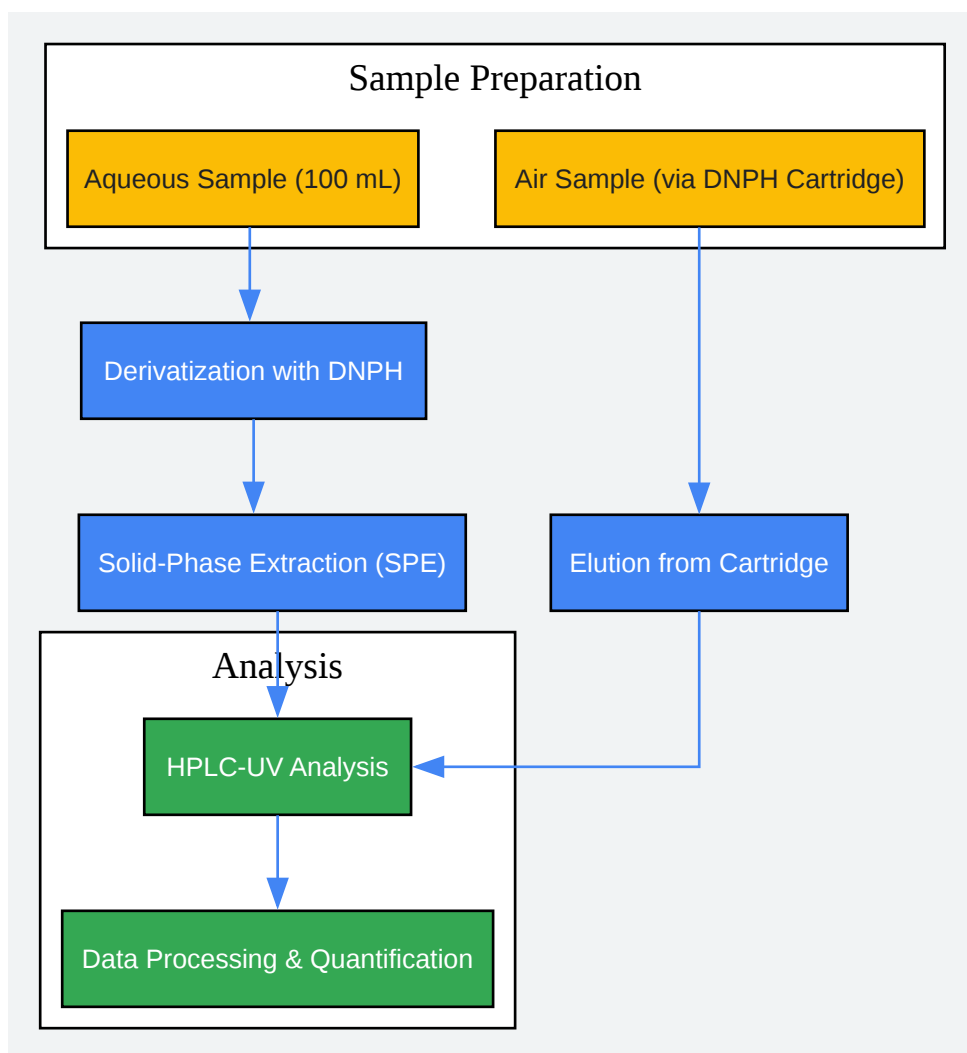 Sample Preparation
Aqueous Sample (100 mL)
Air Sample (via DNPH Cartridge)
Derivatization with DNPH
Solid-Phase Extraction (SPE)
Elution from Cartridge
Analysis
HPLC-UV Analysis
Data Processing & Quantification